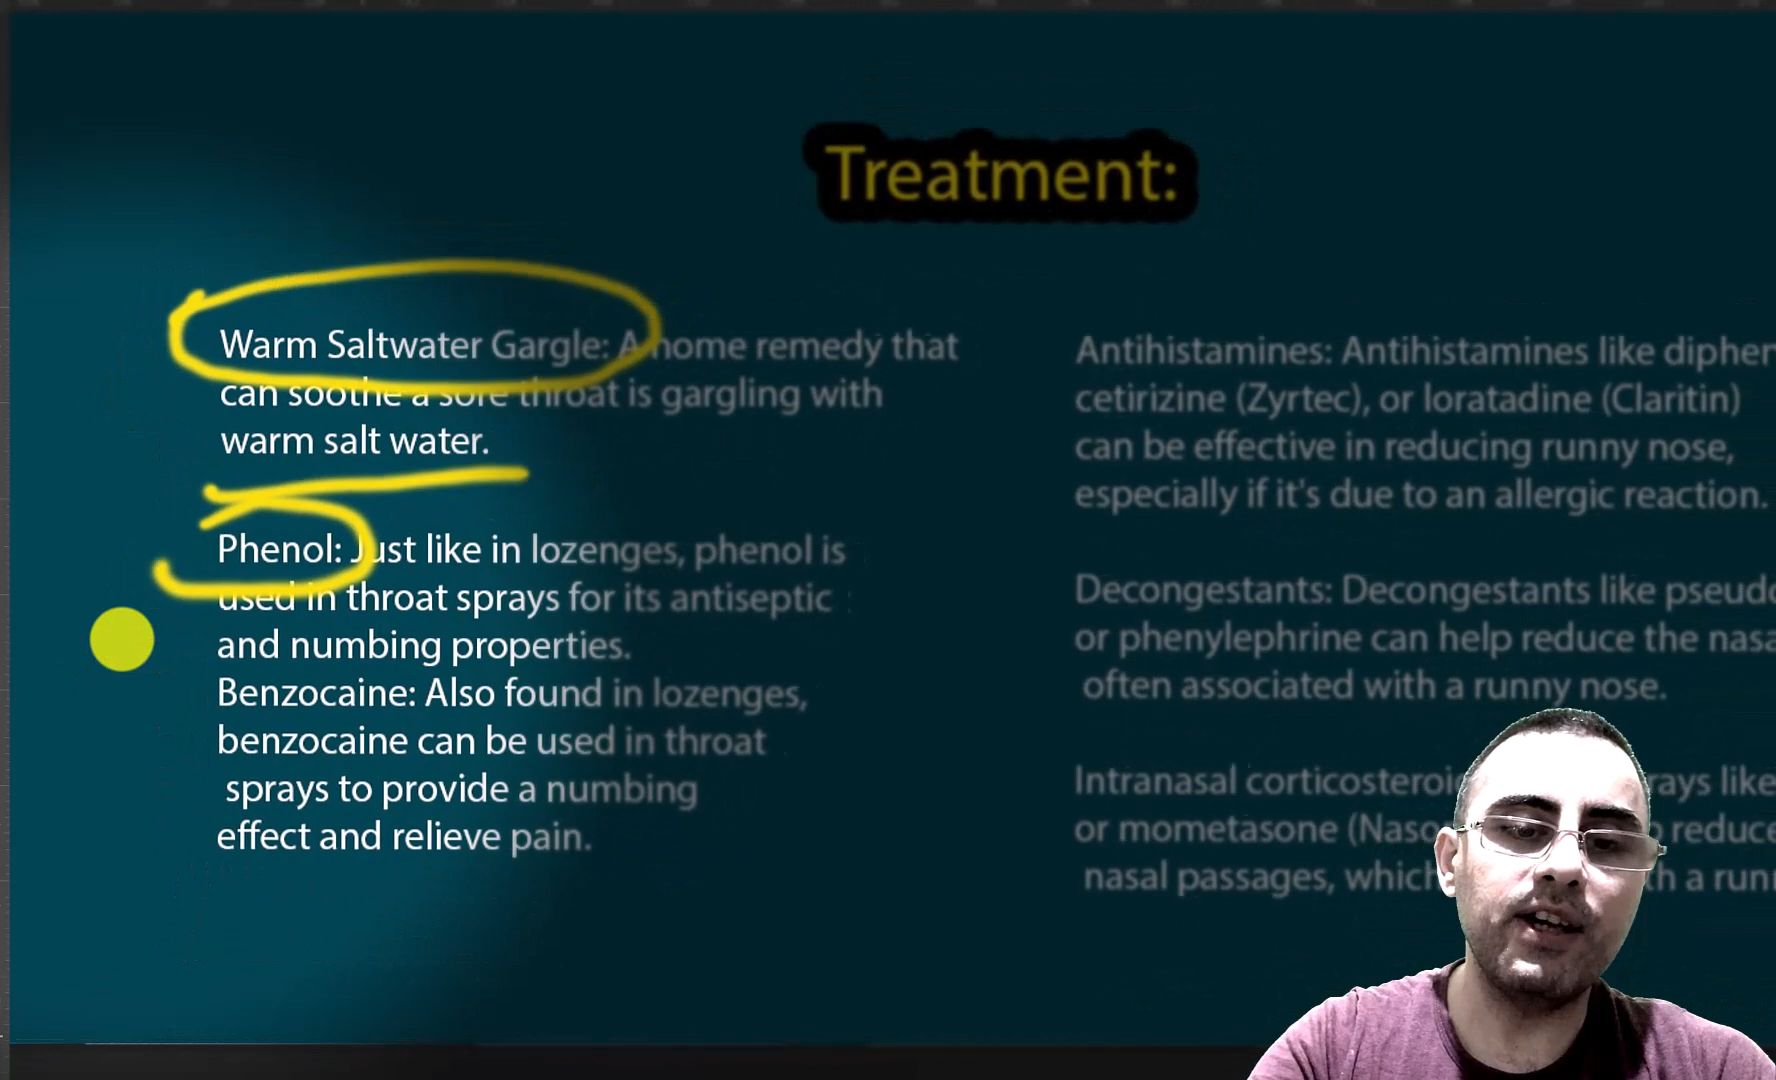 Treatment:
Warm Saltwater Gargle: A home remedy that
can soothe a sore throat is gargling with
warm salt water.
Phenol: Just like in lozenges, phenol is
used in throat sprays for its antiseptic
and numbing properties.
Benzocaine: Also found in lozenges,
benzocaine can be used in throat
sprays to provide a numbing
effect and relieve pain.
Antihistamines: Antihistamines like
cetirizine (Zyrtec), or loratadine (Claritin)
can be effective in reducing runny nose,
especially if it's due to an allergic reaction.
Decongestants: Decongestants like
or phenylephrine can help reduce the
often associated with a runny nose.
Intranasal like
or mometasone reduce
nasal passages, which a